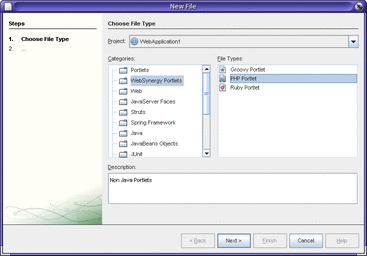 New File
Steps
1. Choose File Type
2. ...
Choose File Type
Project: WebApplication1
Categories:
Portlets
WebSynergy Portlets
Web
JavaServer Faces
Struts
Spring Framework
Java
JavaBeans Objects
JUnit
File Types:
Groovy Portlet
PHP Portlet
Ruby Portlet
Description:
Non Java Portlets
< Back
Next >
Finish
Cancel
Help